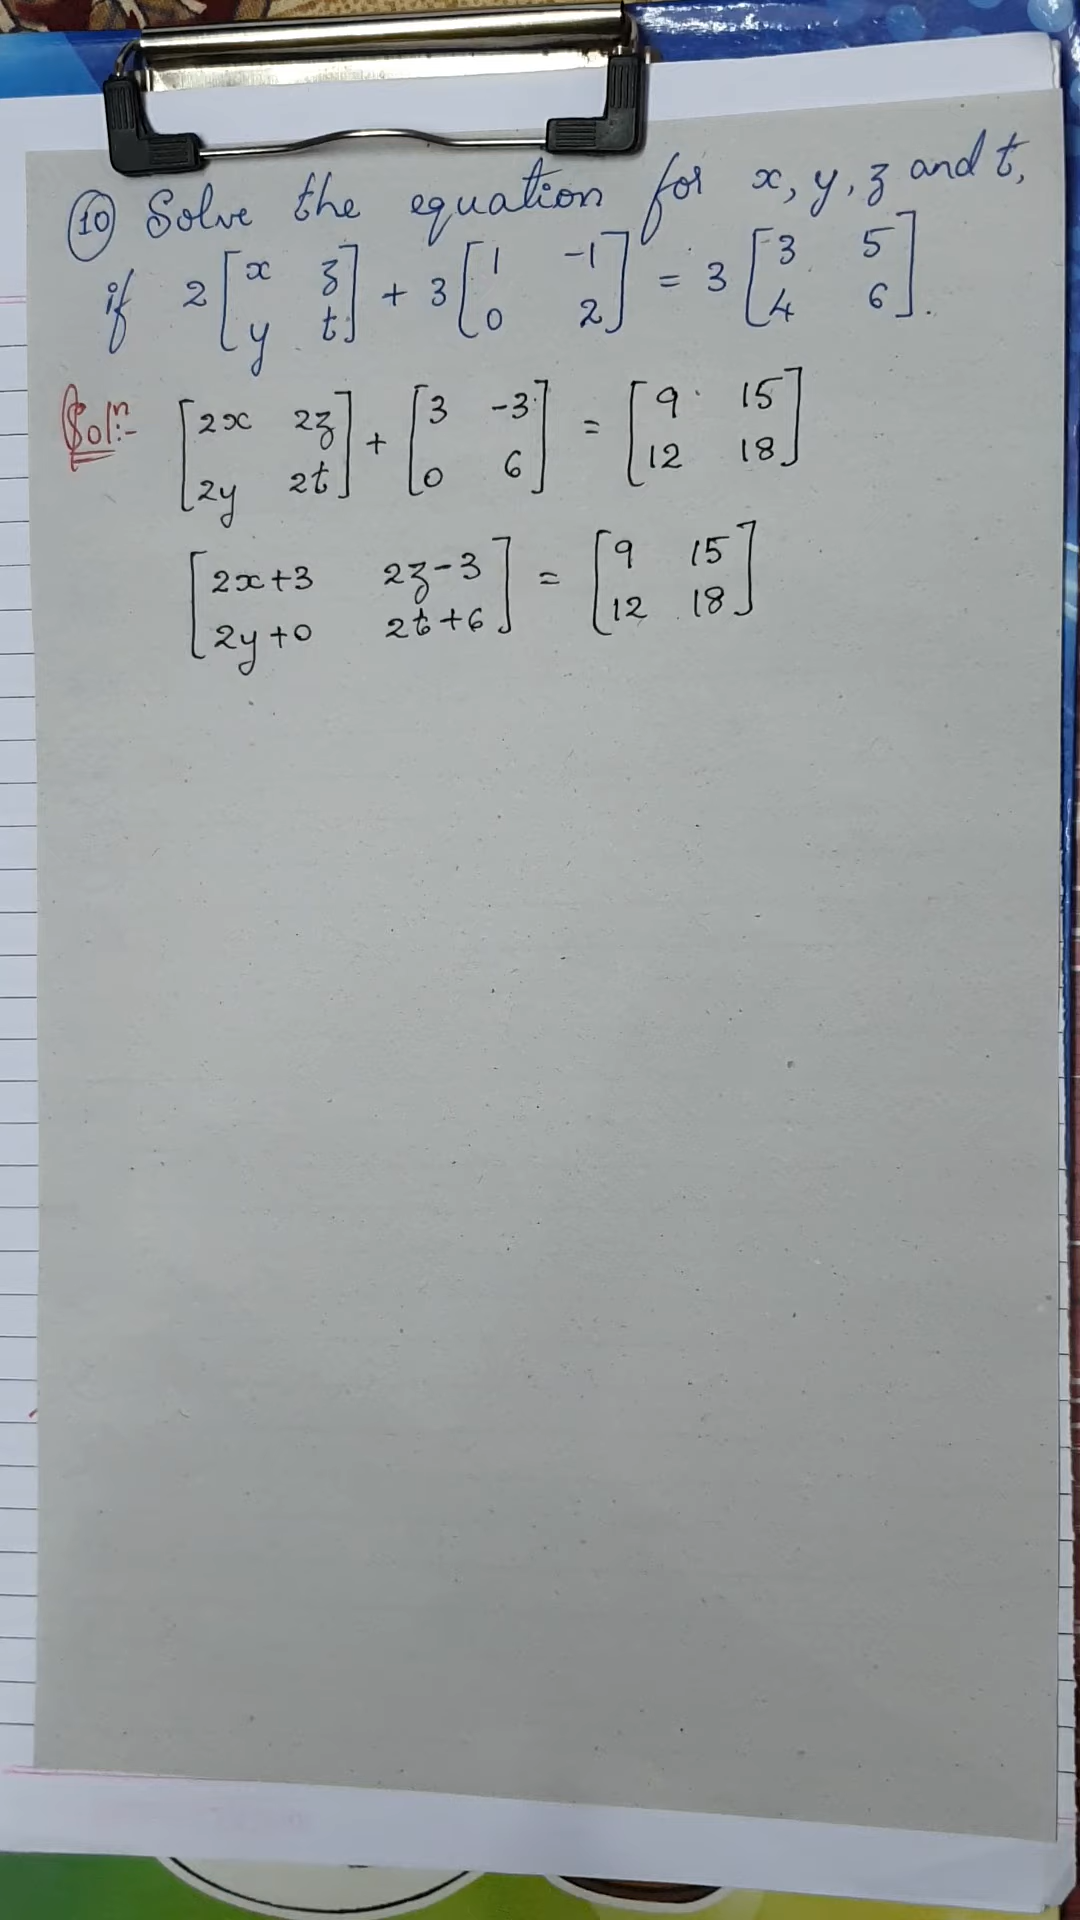 ⑩ Solve the equation for x, y, z and t,
if 2 [x z; y t] + 3 [1 -1; 0 2] = 3 [3 5; 4 6].
Solⁿ:- [2x 2z; 2y 2t] + [3 -3; 0 6] = [9 15; 12 18]
[2x+3 2z-3; 2y+0 2t+6] = [9 15; 12 18]